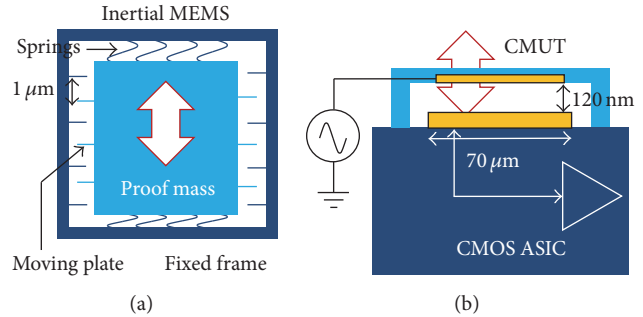 Inertial MEMS
Springs
1 μm
Proof mass
Moving plate
Fixed frame
(a)
CMUT
120 nm
70 μm
CMOS ASIC
(b)